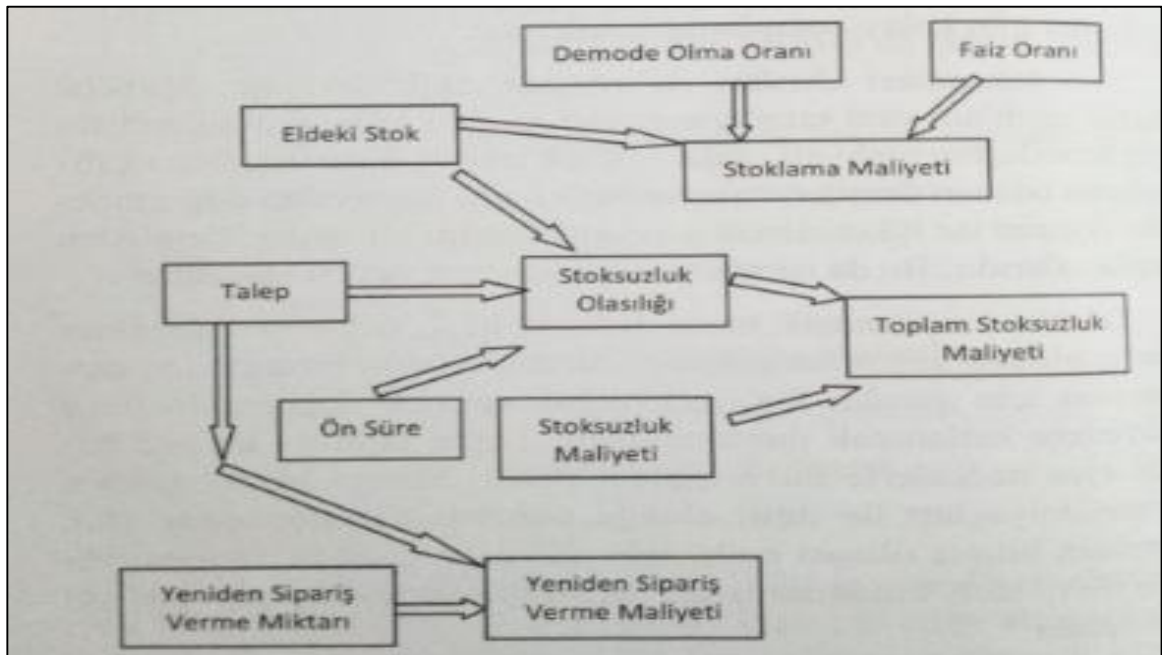 Demode Olma Oranı
Faiz Oranı
Eldeki Stok
Stoklama Maliyeti
Talep
Stoksuzluk
Olasılığı
Toplam Stoksuzluk
Maliyeti
Ön Süre
Stoksuzluk
Maliyeti
Yeniden Sipariş
Verme Miktarı
Yeniden Sipariş
Verme Maliyeti